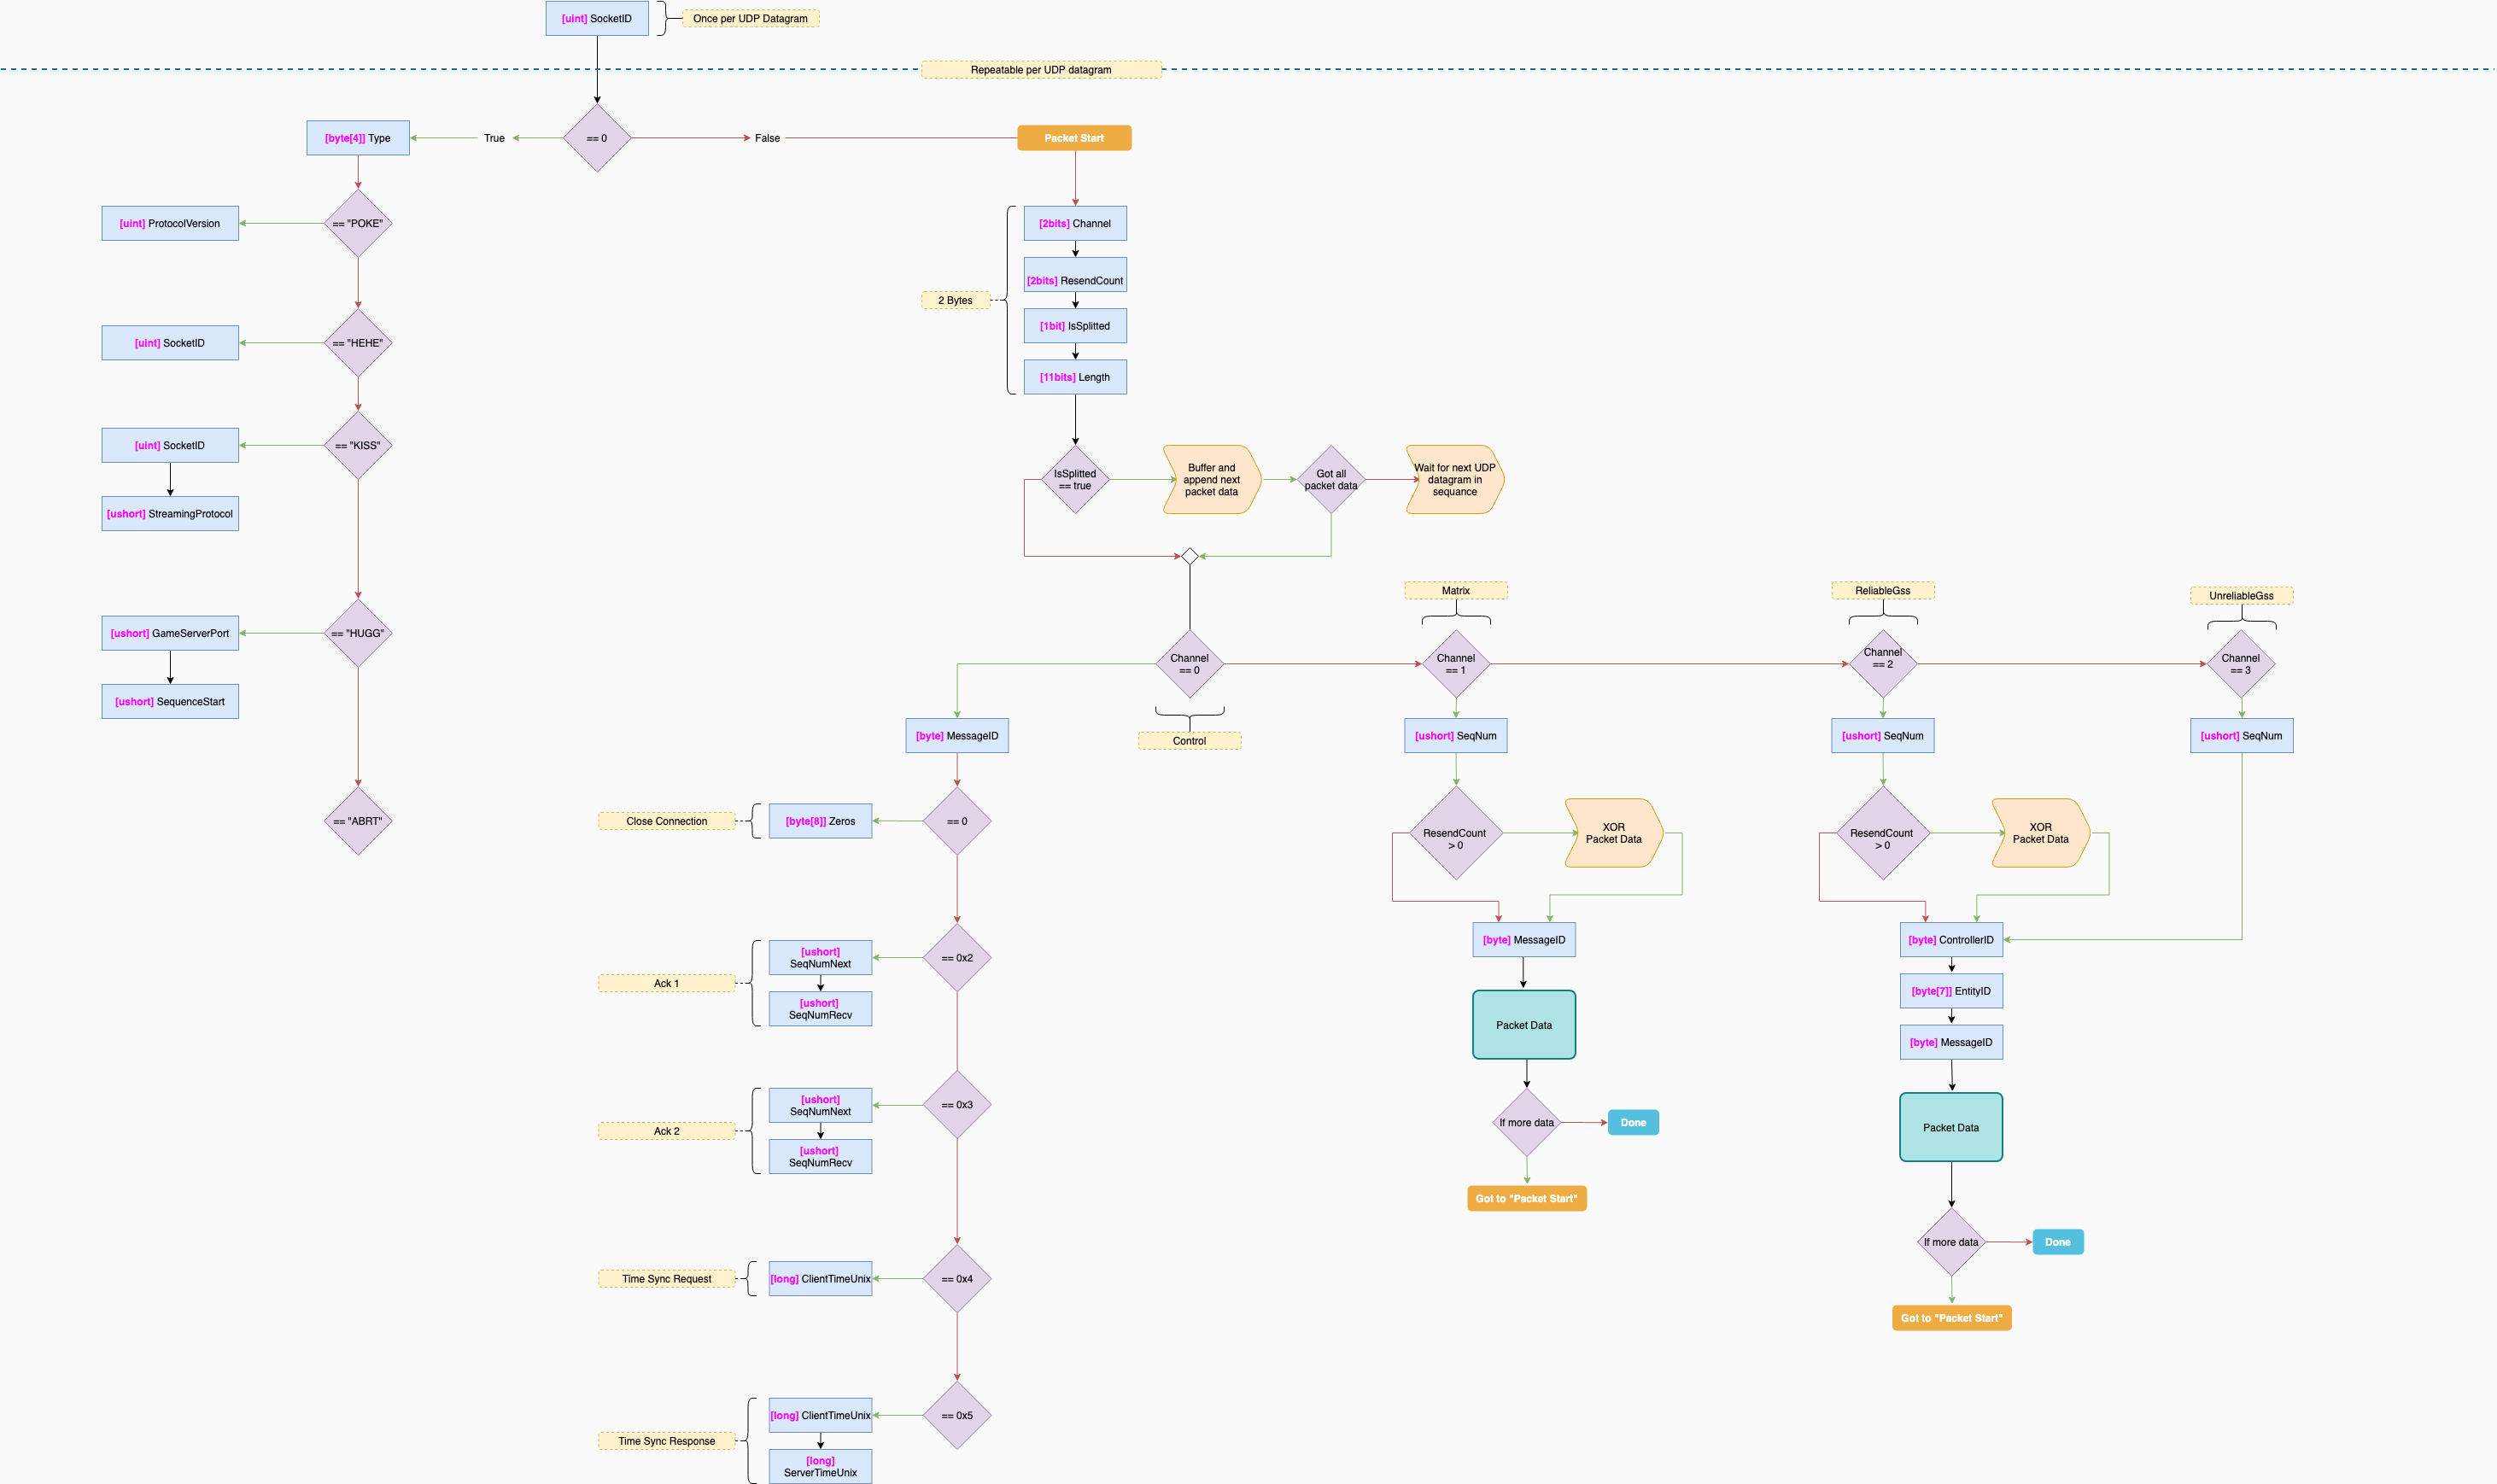 [uint] SocketID
Once per UDP Datagram
Repeatable per UDP datagram
[byte[4]] Type
True
== 0
False
Packet Start
[uint] ProtocolVersion
== "POKE"
[2bits] Channel
[2bits] ResendCount
2 Bytes
[1bit] IsSplitted
[11bits] Length
[uint] SocketID
== "HEHE"
[uint] SocketID
== "KISS"
[ushort] StreamingProtocol
IsSplitted
== true
Buffer and
append next
packet data
Got all
packet data
Wait for next UDP
datagram in
sequance
[ushort] GameServerPort
== "HUGG"
[ushort] SequenceStart
== "ABRT"
Matrix
ReliableGss
UnreliableGss
Channel
== 0
Channel
== 1
Channel
== 2
Channel
== 3
Control
[byte] MessageID
[ushort] SeqNum
[ushort] SeqNum
[ushort] SeqNum
Close Connection
[byte[8]] Zeros
== 0
ResendCount
> 0
XOR
Packet Data
ResendCount
> 0
XOR
Packet Data
Ack 1
[ushort]
SeqNumNext
[ushort]
SeqNumRecv
== 0x2
[byte] MessageID
[byte] ControllerID
[byte[7]] EntityID
[byte] MessageID
Packet Data
Packet Data
Ack 2
[ushort]
SeqNumNext
[ushort]
SeqNumRecv
== 0x3
If more data
Done
Got to "Packet Start"
If more data
Done
Got to "Packet Start"
Time Sync Request
[long] ClientTimeUnix
== 0x4
Time Sync Response
[long] ClientTimeUnix
== 0x5
[long]
ServerTimeUnix